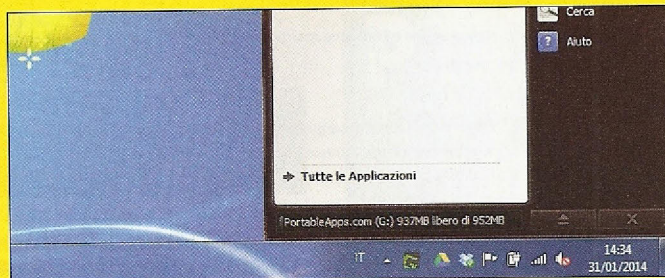 Cerca
Aiuto
Tutte le Applicazioni
PortableApps.com (G:) 937MB libero di 952MB
IT
14:34
31/01/2014